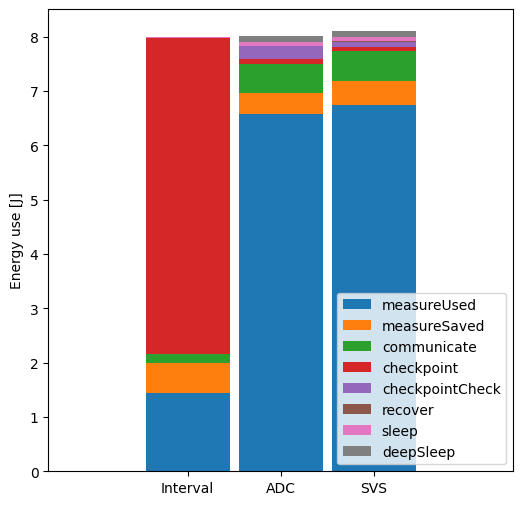 Energy use [J]
8
7
6
5
4
3
2
1
0
Interval
ADC
SVS
measureUsed
measureSaved
communicate
checkpoint
checkpointCheck
recover
sleep
deepSleep